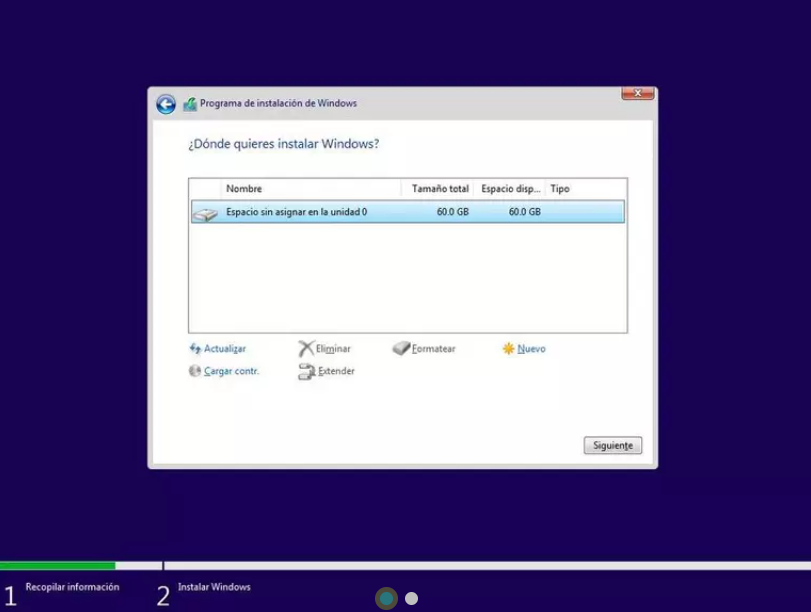 Programa de instalación de Windows
¿Dónde quieres instalar Windows?
Nombre Tamaño total Espacio disp... Tipo
Espacio sin asignar en la unidad 0 60.0 GB 60.0 GB
Actualizar Eliminar Formatear Nuevo
Cargar contr. Extender
Siguiente
1 Recopilar información 2 Instalar Windows